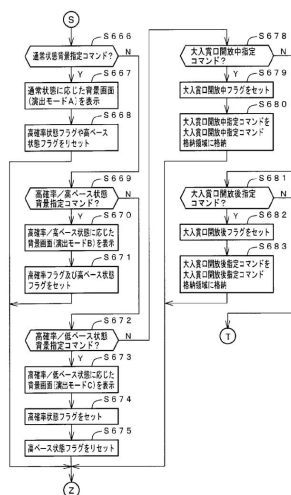 S
S666
通常状態背景指定コマンド?
N
Y
S667
通常状態に応じた背景画面
(演出モードA)を表示
S668
高確率状態フラグや高ベース
状態フラグをリセット
S669
高確率/高ベース状態
背景指定コマンド?
N
Y
S670
高確率/高ベース状態に応じた
背景画面(演出モードB)を表示
S671
高確率フラグ及び高ベース状態
フラグをセット
S672
高確率/低ベース状態
背景指定コマンド?
N
Y
S673
高確率/低ベース状態に応じた
背景画面(演出モードC)を表示
S674
高確率状態フラグをセット
S675
高ベース状態フラグをリセット
Z
S678
大入賞口開放中指定
コマンド?
N
Y
S679
大入賞口開放中フラグをセット
S680
大入賞口開放中指定コマンドを
大入賞口開放中指定コマンド
格納領域に格納
S681
大入賞口開放後指定
コマンド?
N
Y
S682
大入賞口開放後フラグをセット
S683
大入賞口開放後指定コマンドを
大入賞口開放後指定コマンド
格納領域に格納
T